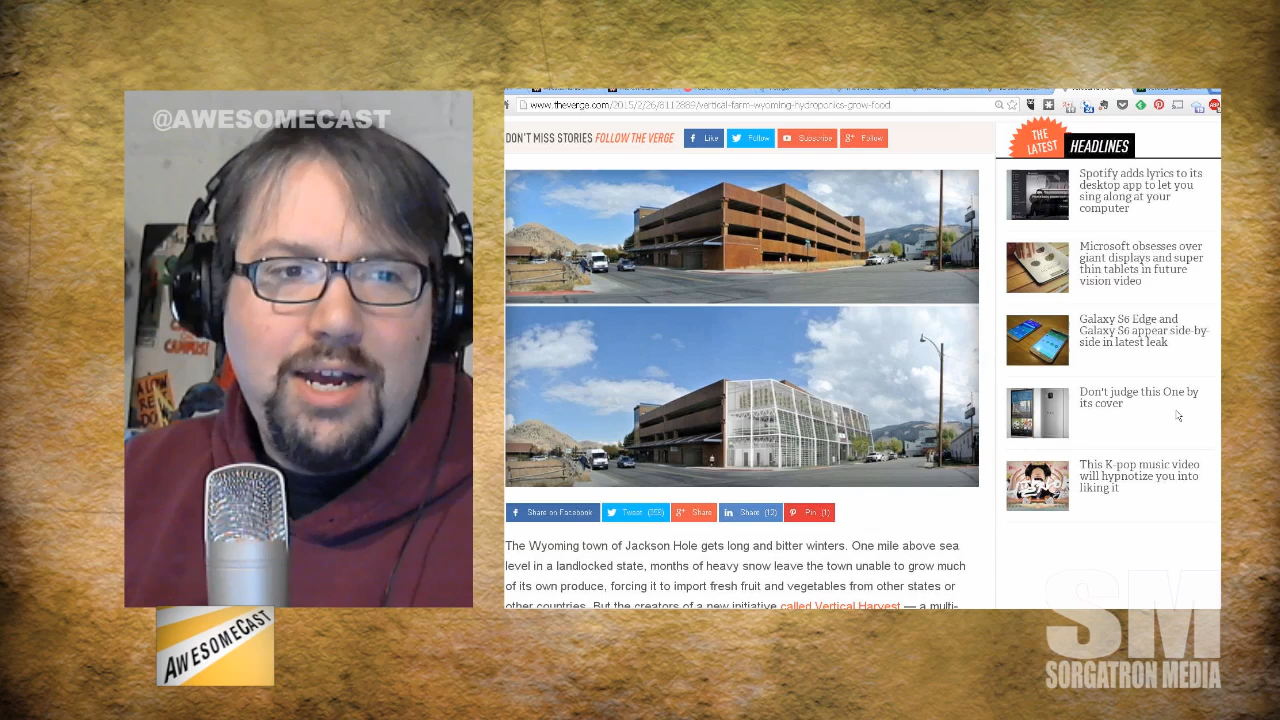 @AWESOMECAST
www.theverge.com/2015/2/26/8113889/vertical-farm-wyoming-hydroponics-grow-food
DON'T MISS STORIES FOLLOW THE VERGE
Like
Follow
Subscribe
Follow
THE LATEST
HEADLINES
Spotify adds lyrics to its
desktop app to let you
sing along at your
computer
Microsoft obsesses over
giant displays and super
thin tablets in future
vision video
Galaxy S6 Edge and
Galaxy S6 appear side-by-
side in latest leak
Don't judge this One by
its cover
This K-pop music video
will hypnotize you into
liking it
Share on Facebook
Tweet (353)
Share
Share (12)
Pin (1)
The Wyoming town of Jackson Hole gets long and bitter winters. One mile above sea
level in a landlocked state, months of heavy snow leave the town unable to grow much
of its own produce, forcing it to import fresh fruit and vegetables from other states or
other countries. But the creators of a new initiative called Vertical Harvest — a multi-
AWESOMECAST
SM
SORGATRON MEDIA